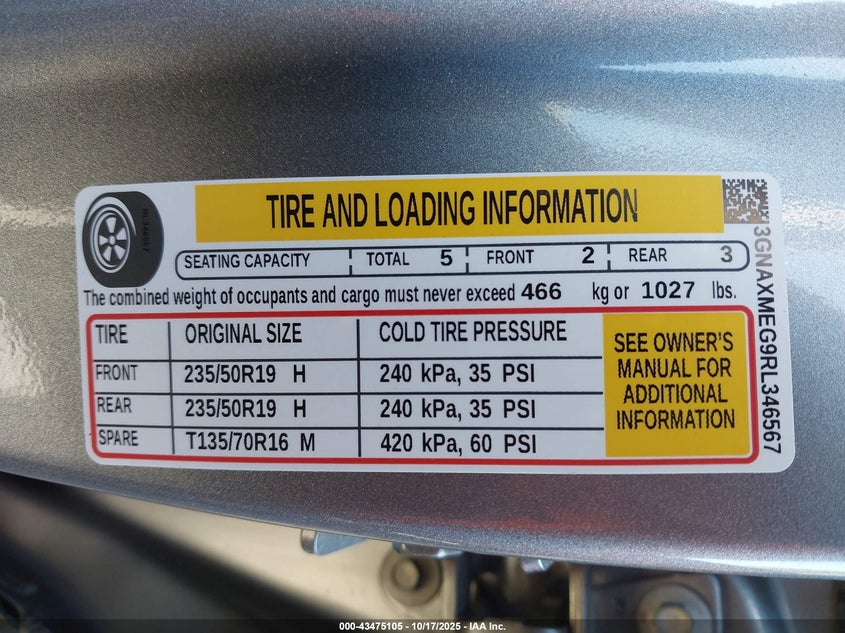 TIRE AND LOADING INFORMATION
RL346567
SEATING CAPACITY TOTAL 5 FRONT 2 REAR 3
The combined weight of occupants and cargo must never exceed 466 kg or 1027 lbs.
TIRE ORIGINAL SIZE COLD TIRE PRESSURE
FRONT 235/50R19 H 240 kPa, 35 PSI
REAR 235/50R19 H 240 kPa, 35 PSI
SPARE T135/70R16 M 420 kPa, 60 PSI
SEE OWNER'S
MANUAL FOR
ADDITIONAL
INFORMATION
3GNAXMEG9RL346567
000-43475105 - 10/17/2025 - IAA Inc.